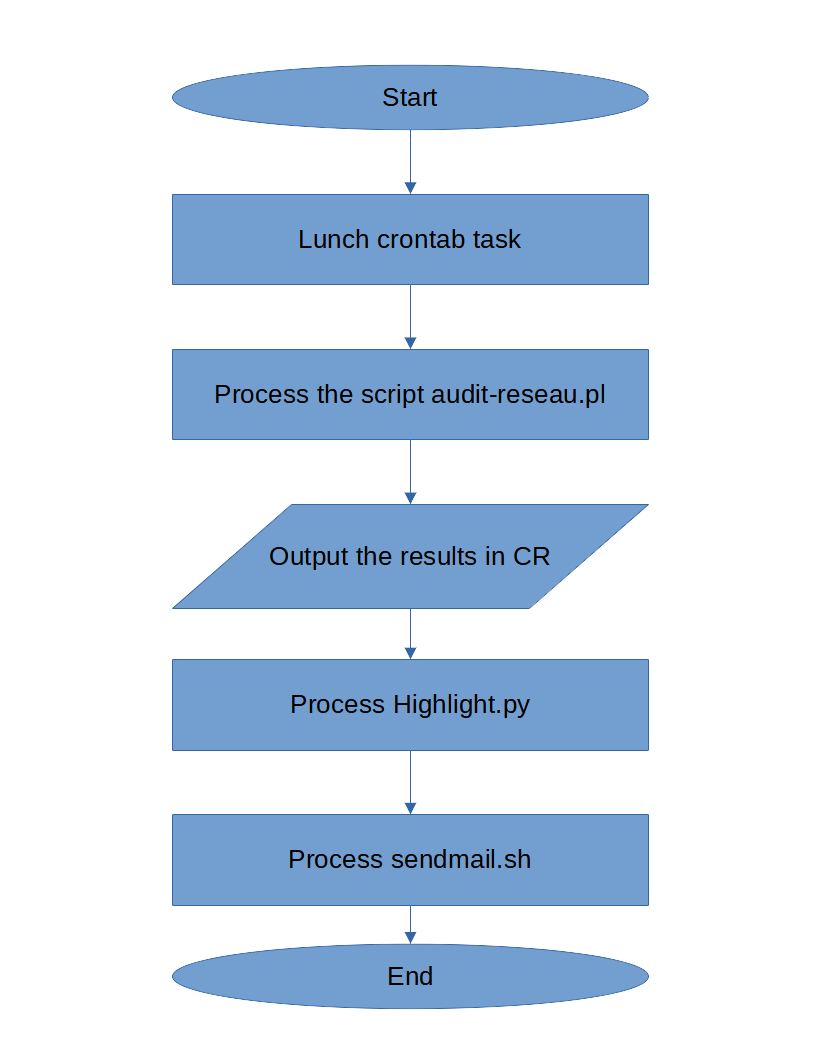 Start
Lunch crontab task
Process the script audit-reseau.pl
Output the results in CR
Process Highlight.py
Process sendmail.sh
End